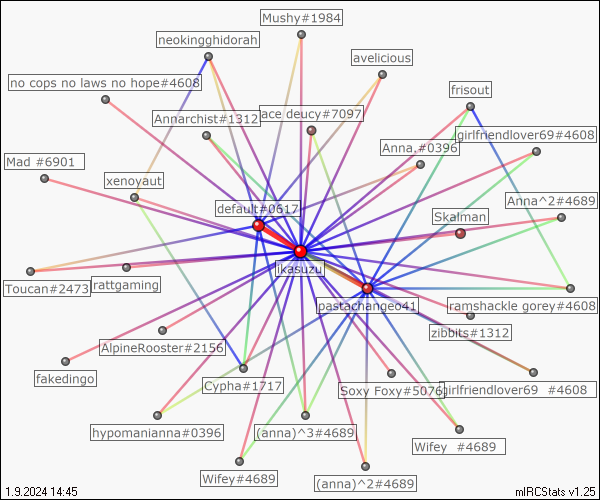 Mushy#1984
neokingghidorah
avelicious
no cops no laws no hope#4608
frisout
Annarchist#1312
ace deucy#7097
girlfriendlover69#4608
Anna,#0396
Mad #6901
xenoyaut
Anna^2#4689
default#0617
Skalman
ikasuzu
Toucan#2473
rattgaming
pastachangeo41
ramshackle gorey#4608
zibbits#1312
AlpineRooster#2156
fakedingo
Cypha#1717
Soxy Foxy#5076
girlfriendlover69 #4608
hypomanianna#0396
(anna)^3#4689
Wifey #4689
Wifey#4689
(anna)^2#4689
1.9.2024 14:45
mIRCStats v1.25